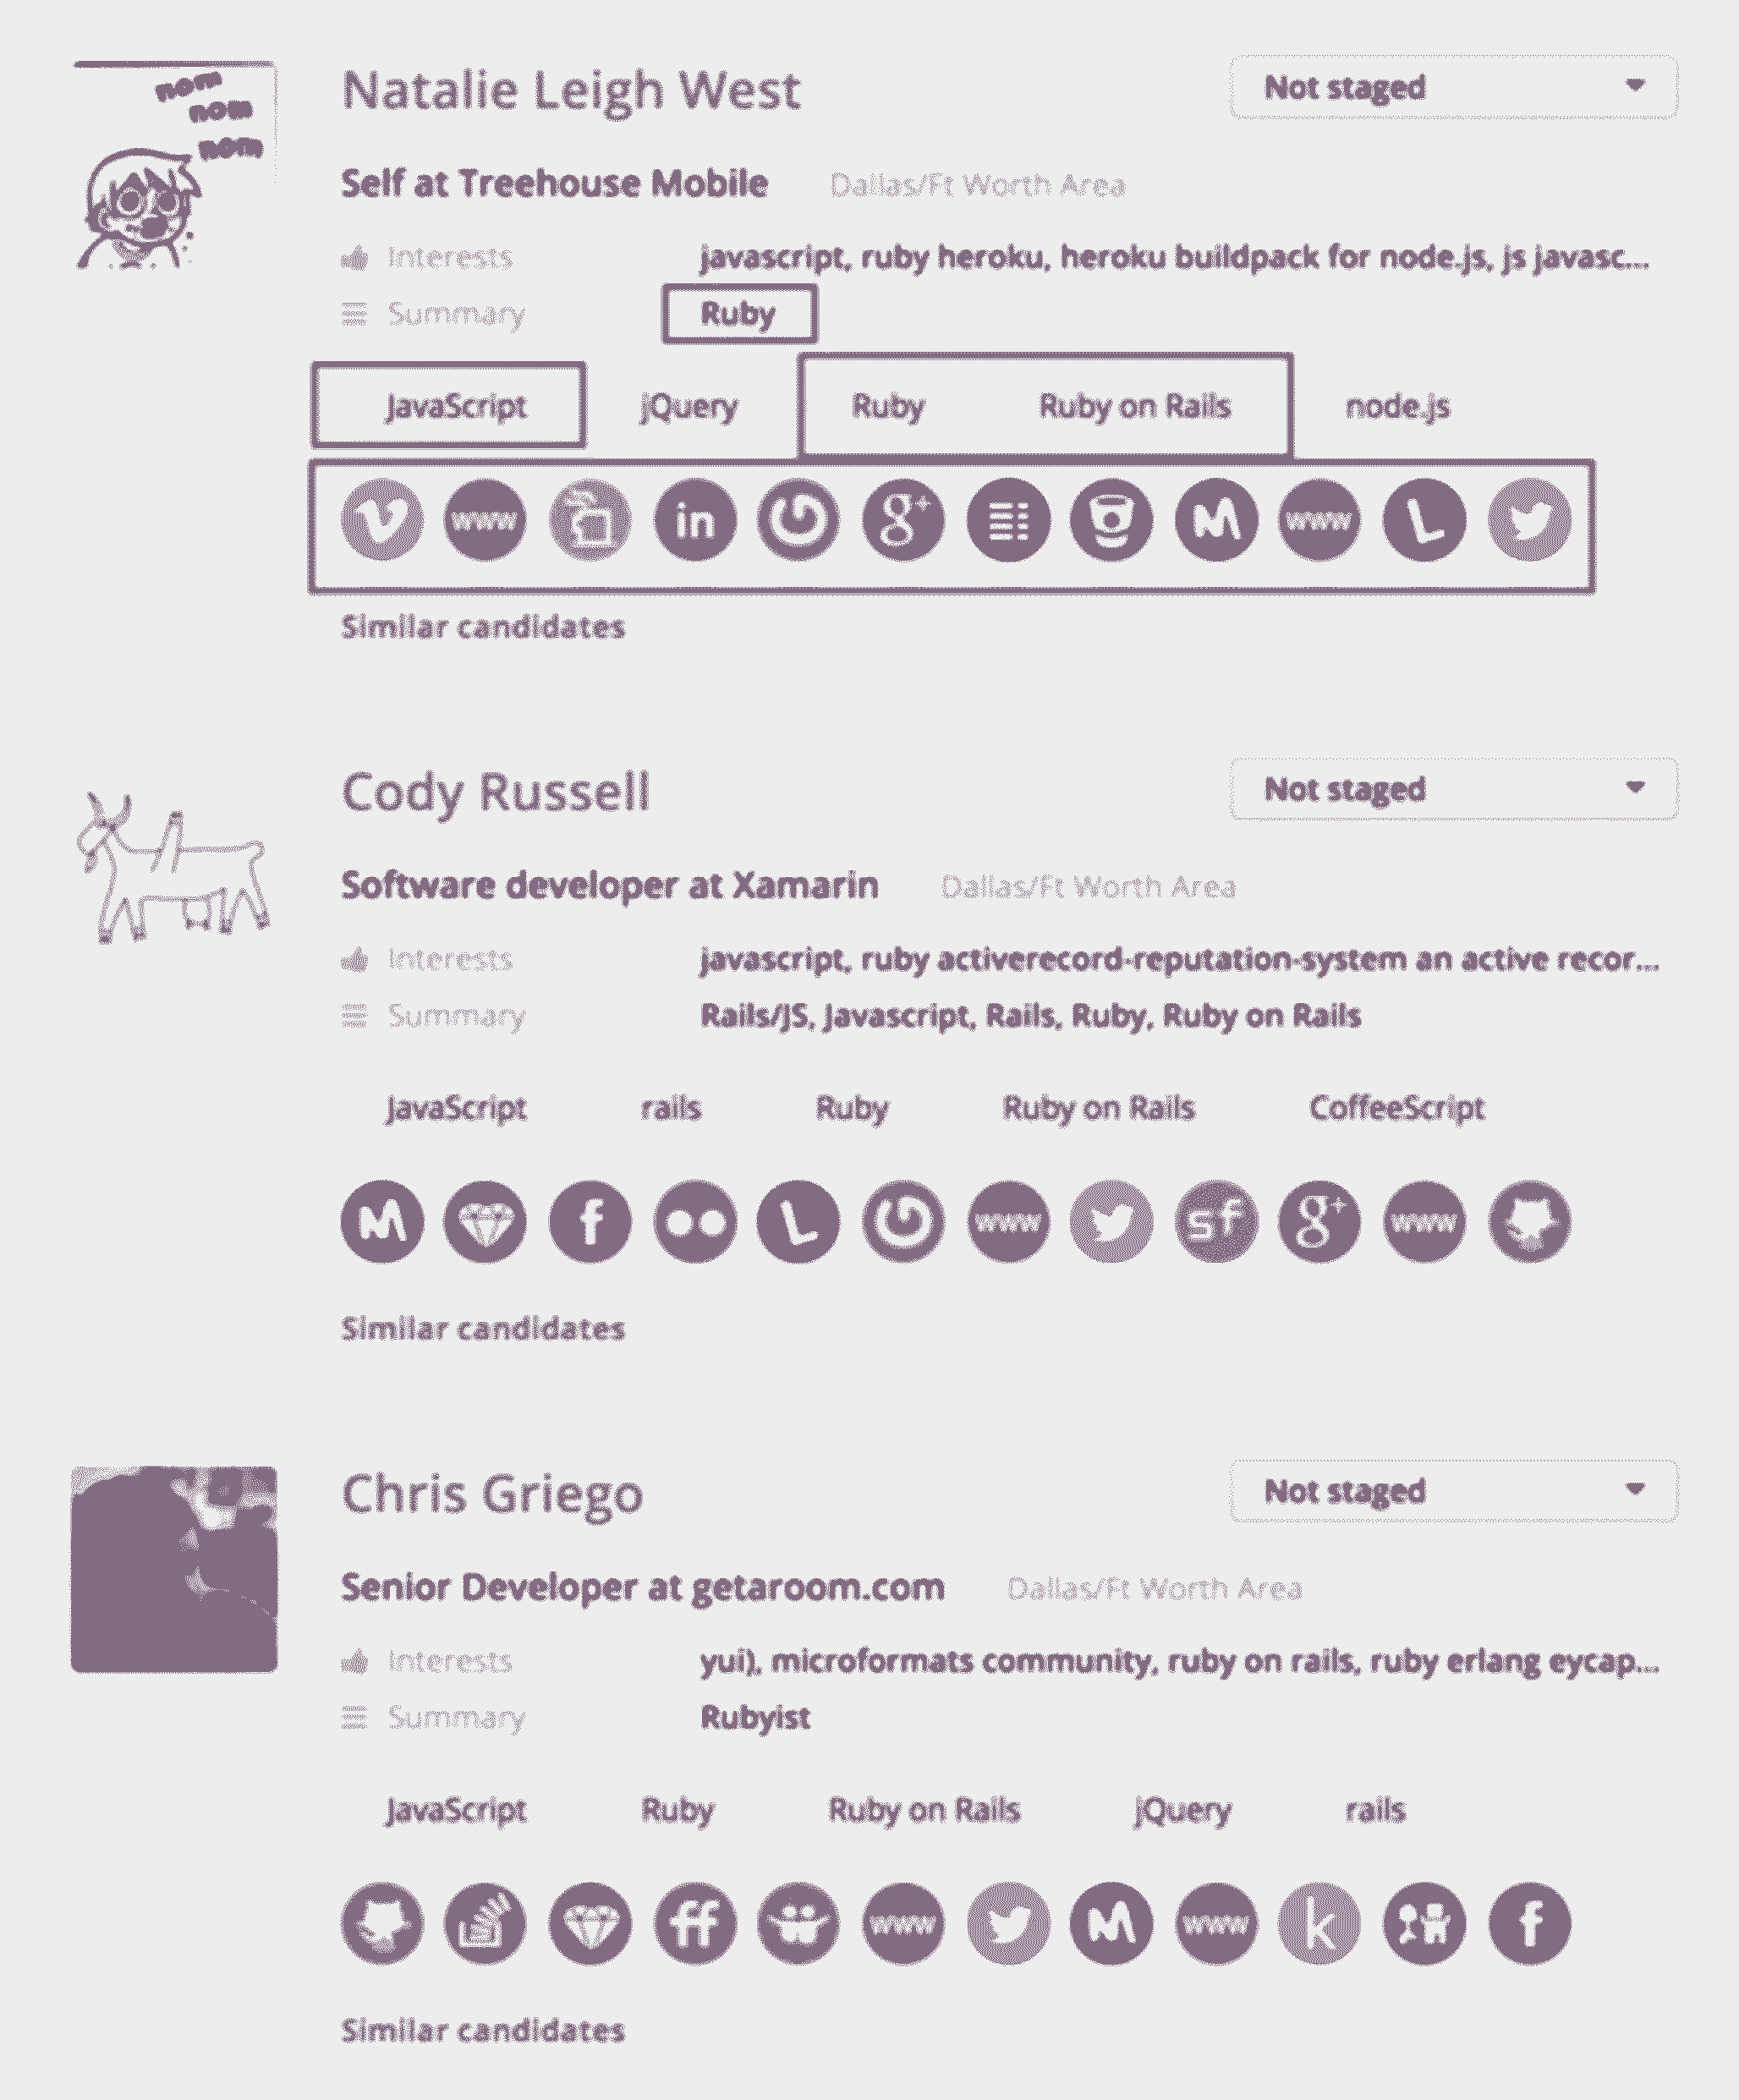 nom
nom
nom
Natalie Leigh West
Not staged
Self at Treehouse Mobile Dallas/Ft Worth Area
Interests javascript, ruby heroku, heroku buildpack for node.js, js javasc...
Summary Ruby
JavaScript jQuery Ruby Ruby on Rails node.js
V www in g+ M www L
Similar candidates
Cody Russell
Not staged
Software developer at Xamarin Dallas/Ft Worth Area
Interests javascript, ruby activerecord-reputation-system an active recor...
Summary Rails/JS, Javascript, Rails, Ruby, Ruby on Rails
JavaScript rails Ruby Ruby on Rails CoffeeScript
M f L www sf g+ www
Similar candidates
Chris Griego
Not staged
Senior Developer at getaroom.com Dallas/Ft Worth Area
Interests yui), microformats community, ruby on rails, ruby erlang eycap...
Summary Rubyist
JavaScript Ruby Ruby on Rails jQuery rails
ff www M www k f
Similar candidates